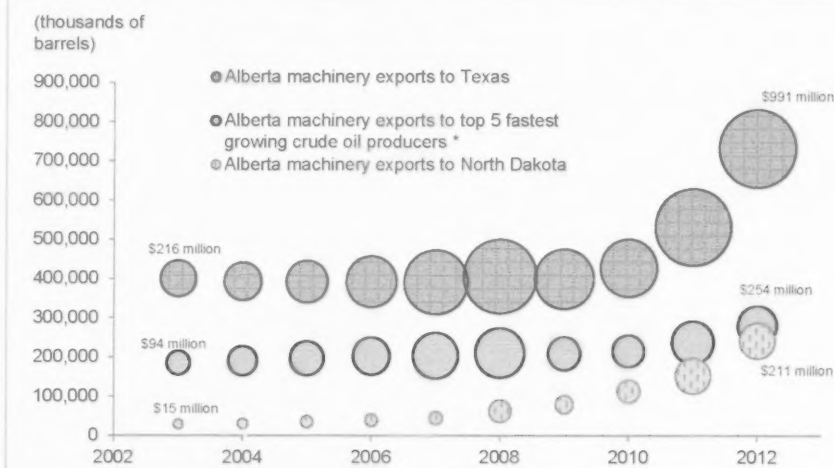 (thousands of
barrels)
900,000
800,000
700,000
600,000
500,000
400,000
300,000
200,000
100,000
0
Alberta machinery exports to Texas
Alberta machinery exports to top 5 fastest
growing crude oil producers *
Alberta machinery exports to North Dakota
$991 million
$216 million
$254 million
$94 million
$211 million
$15 million
2002
2004
2006
2008
2010
2012